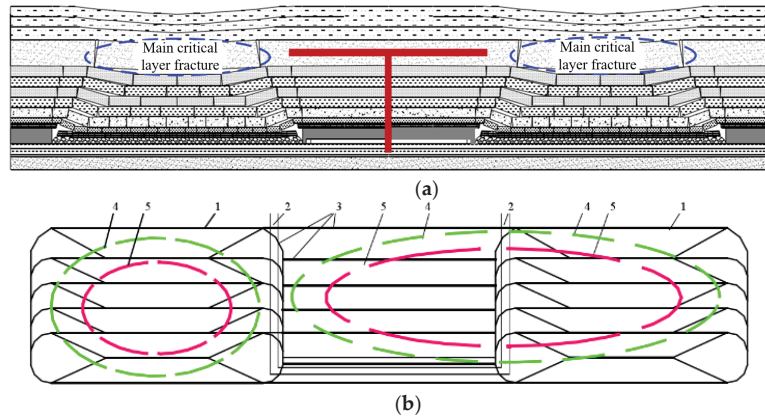 Main critical
layer fracture
Main critical
layer fracture
(a)
4 5 1 2 3 5 4 2 4 5 1
(b)